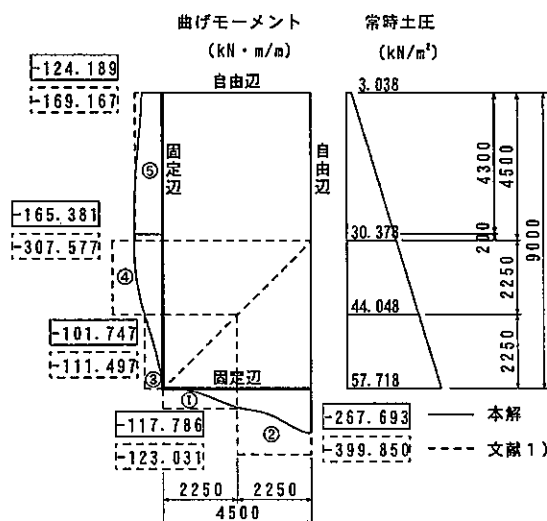 曲げモーメント
(kN・m/m)
常時土圧
(kN/m²)
-124.189
-169.167
自由辺
3.038
固定辺
⑤
自由辺
4300
4500
9000
-165.381
-307.577
30.378
200
④
2250
44.048
-101.747
-111.497
③
固定辺
57.718
2250
①
②
-117.786
-123.031
-267.693
-399.850
本解
文献1)
2250
2250
4500